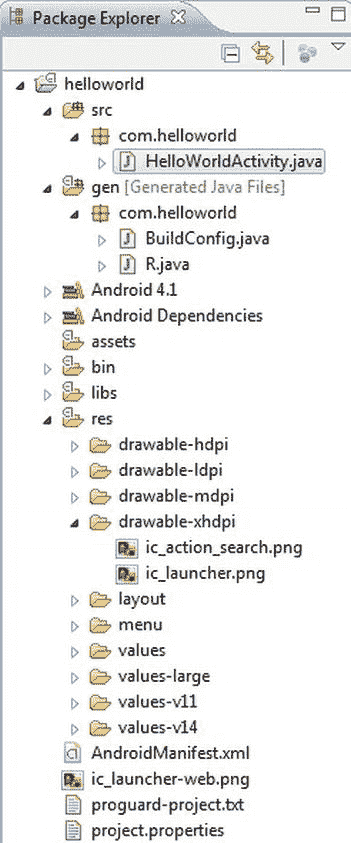 Package Explorer
helloworld
src
com.helloworld
HelloWorldActivity.java
gen [Generated Java Files]
com.helloworld
BuildConfig.java
R.java
Android 4.1
Android Dependencies
assets
bin
libs
res
drawable-hdpi
drawable-ldpi
drawable-mdpi
drawable-xhdpi
ic_action_search.png
ic_launcher.png
layout
menu
values
values-large
values-v11
values-v14
AndroidManifest.xml
ic_launcher-web.png
proguard-project.txt
project.properties